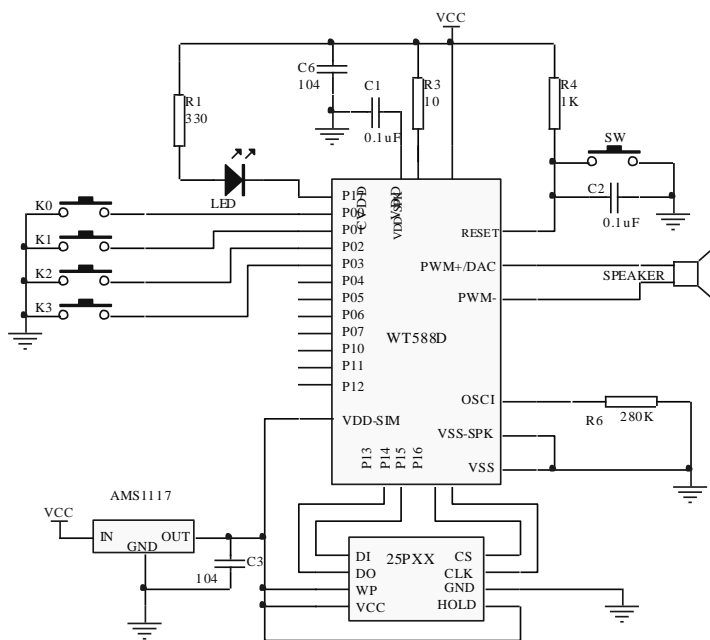 VCC
C6
104
C1
0.1uF
R3
10
R4
1K
R1
330
SW
C2
0.1uF
LED
K0
K1
K2
K3
P17
P00
P01
P02
P03
P04
P05
P06
P07
P10
P11
P12
VDD-SIM
CVDD
VDD-SPK
VDD
RESET
PWM+/DAC
SPEAKER
PWM-
WT588D
OSCI
R6
280K
VSS-SPK
VSS
P13
P14
P15
P16
AMS1117
VCC
IN
OUT
GND
C3
104
25PXX
DI
DO
WP
VCC
CS
CLK
GND
HOLD